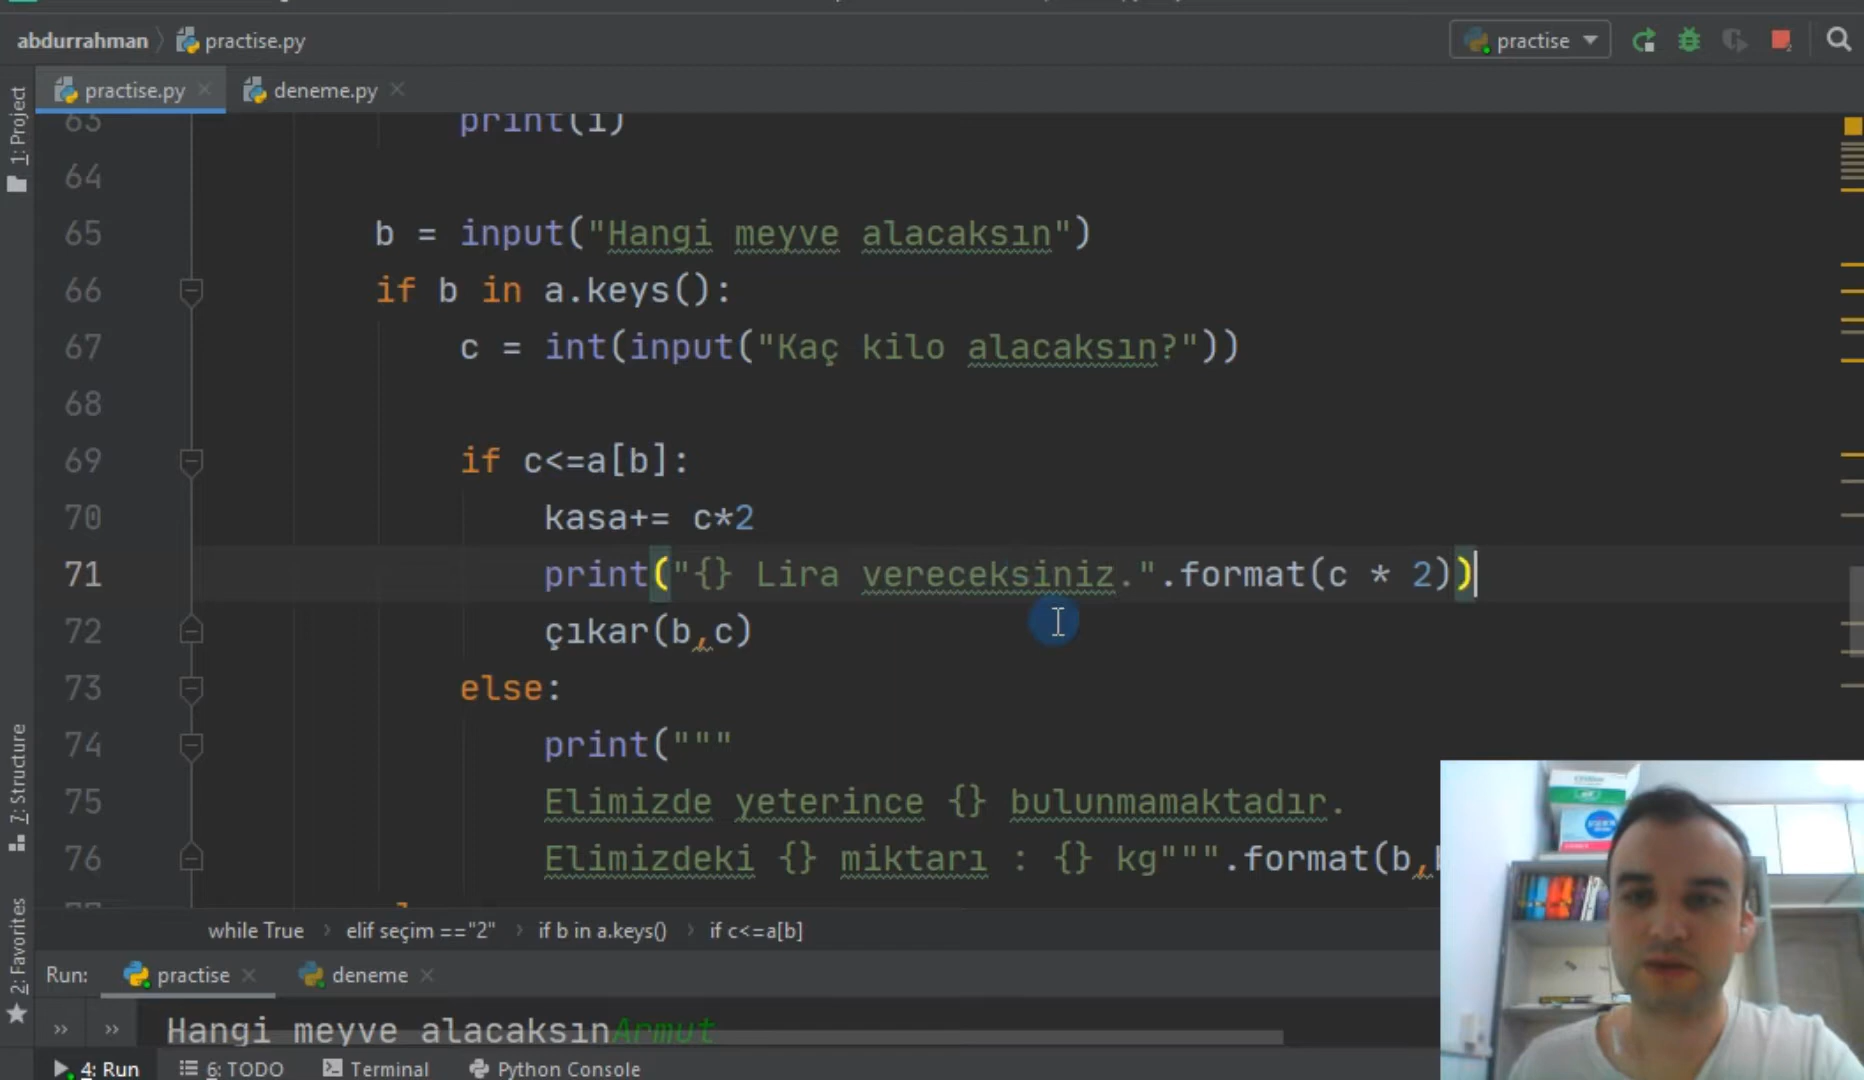 abdurrahman practise.py
practise
practise.py deneme.py
1: Project
63 print(i)
64
65 b = input("Hangi meyve alacaksın")
66 if b in a.keys():
67 c = int(input("Kaç kilo alacaksın?"))
68
69 if c<=a[b]:
70 kasa+= c*2
71 print("{} Lira vereceksiniz.".format(c * 2))
72 çıkar(b,c)
73 else:
74 print("""
75 Elimizde yeterince {} bulunmamaktadır.
76 Elimizdeki {} miktarı : {} kg""".format(b,
7: Structure
2: Favorites
while True elif seçim =="2" if b in a.keys() if c<=a[b]
Run: practise deneme
» » Hangi meyve alacaksınArmut
4: Run 6: TODO Terminal Python Console